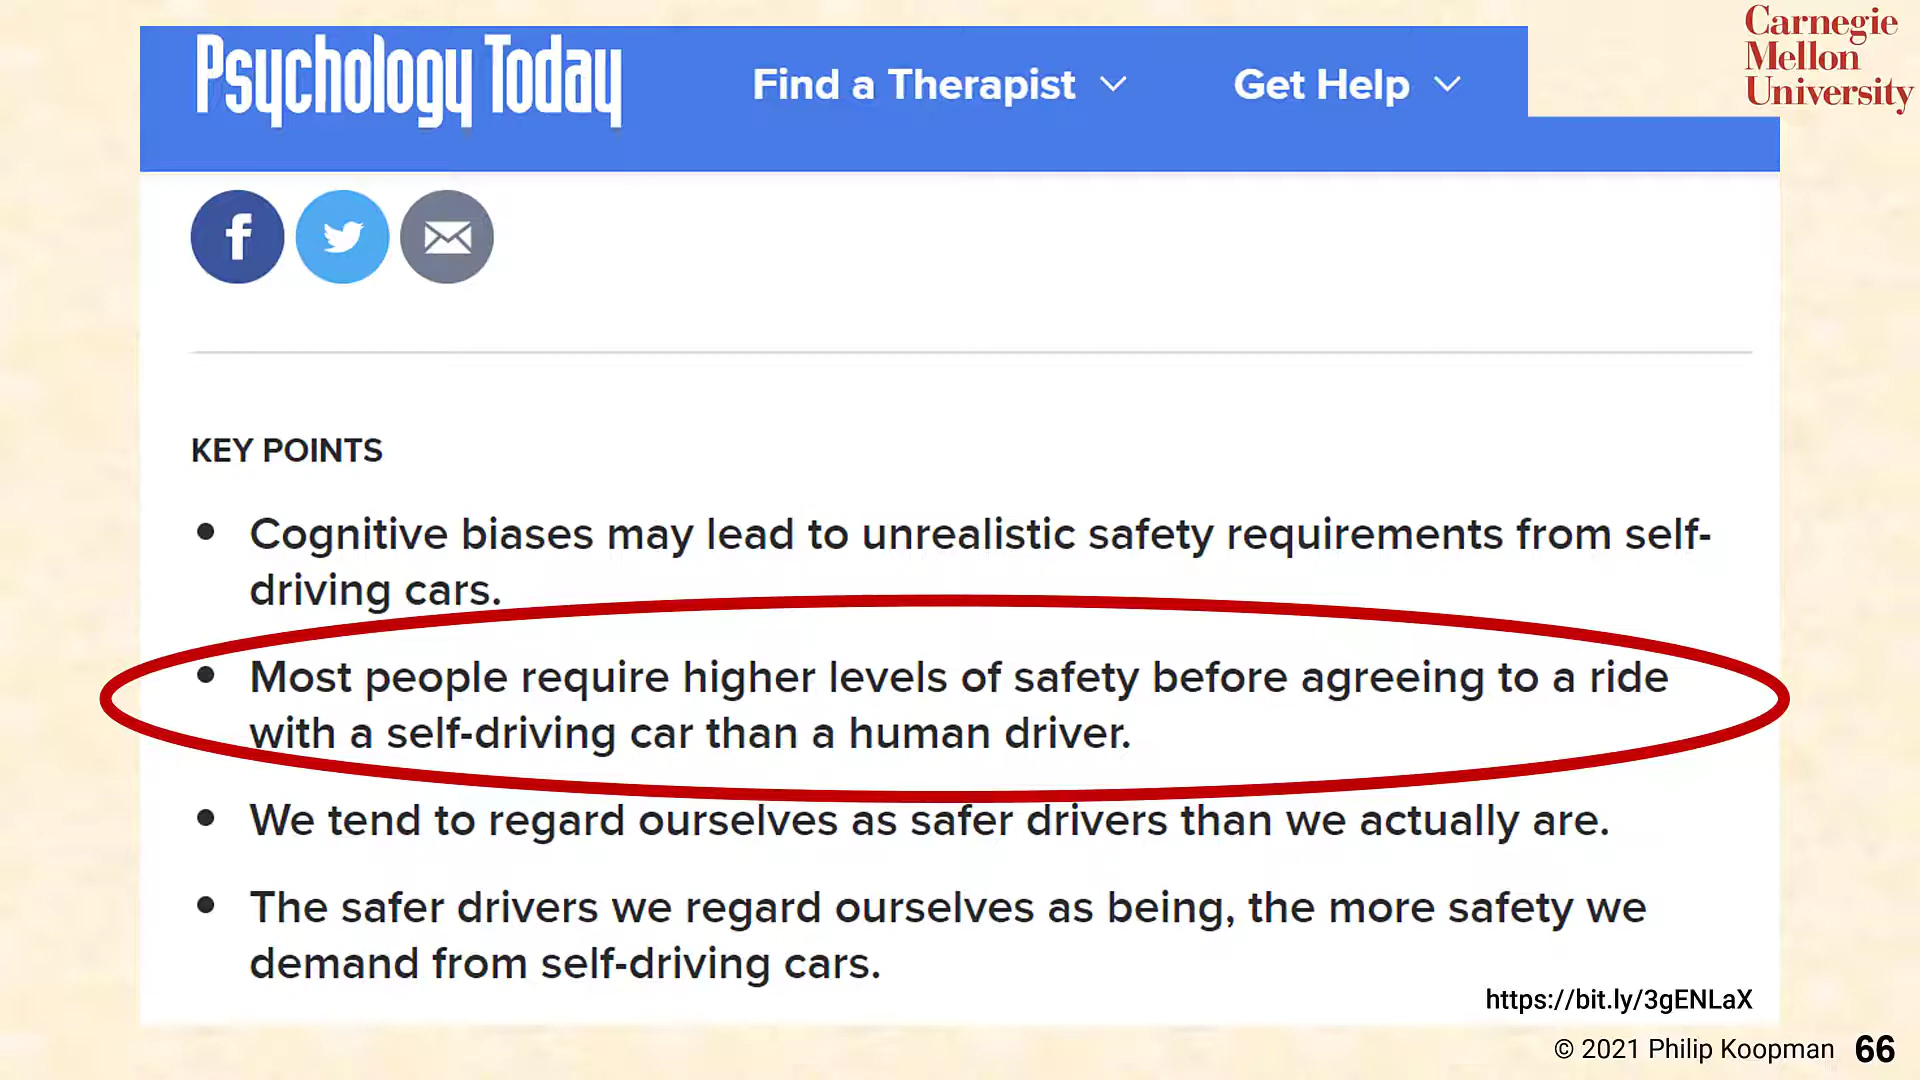 Psychology Today
Find a Therapist
Get Help
Carnegie
Mellon
University
f
KEY POINTS
• Cognitive biases may lead to unrealistic safety requirements from self-
driving cars.
• Most people require higher levels of safety before agreeing to a ride
with a self-driving car than a human driver.
• We tend to regard ourselves as safer drivers than we actually are.
• The safer drivers we regard ourselves as being, the more safety we
demand from self-driving cars.
https://bit.ly/3gENLaX
© 2021 Philip Koopman 66